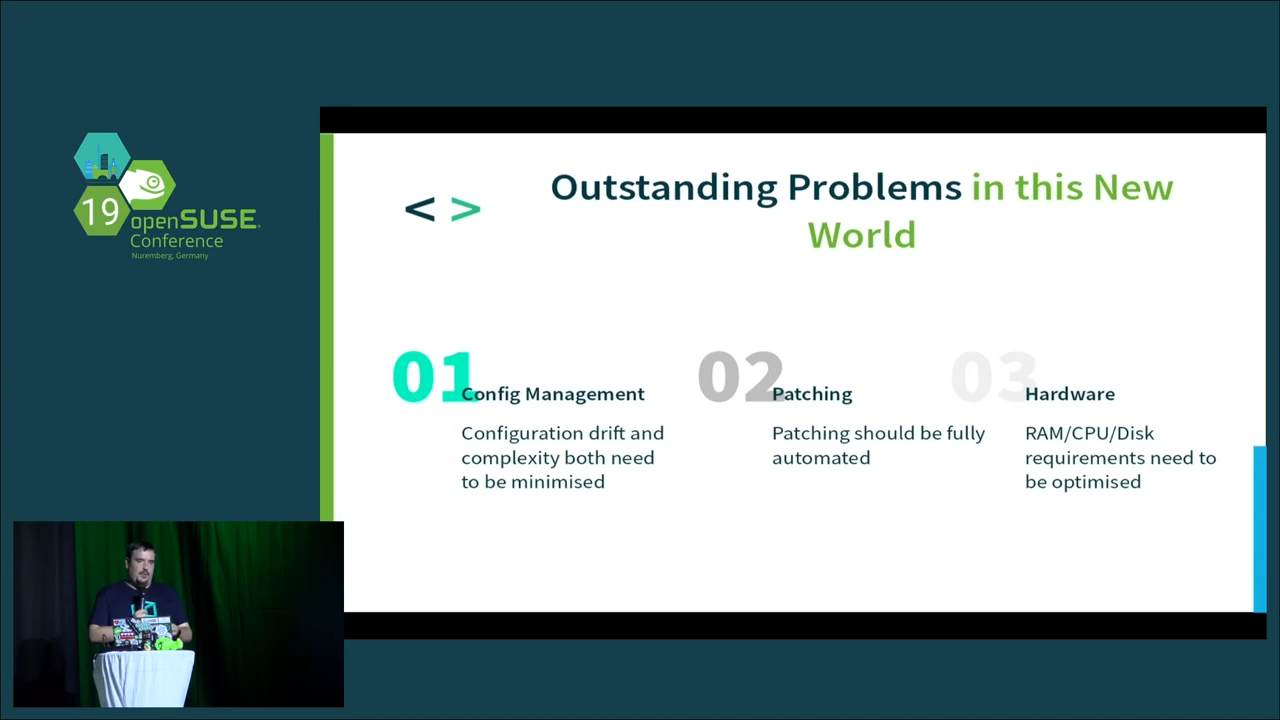 19
openSUSE
Conference
Nuremberg, Germany
< >
Outstanding Problems in this New
World
01
Config Management
Configuration drift and
complexity both need
to be minimised
02
Patching
Patching should be fully
automated
03
Hardware
RAM/CPU/Disk
requirements need to
be optimised